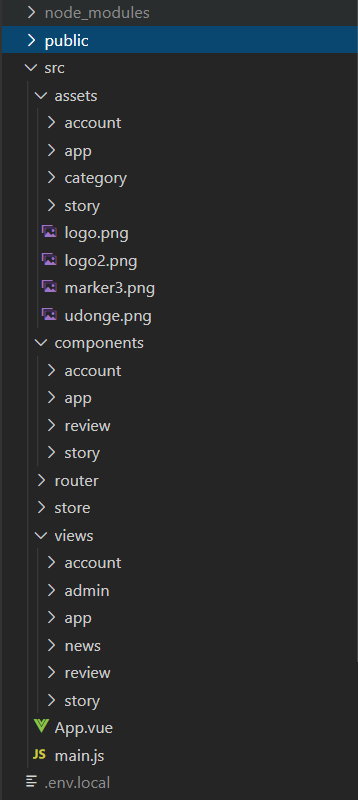 node_modules
public
src
assets
account
app
category
story
logo.png
logo2.png
marker3.png
udonge.png
components
account
app
review
story
router
store
views
account
admin
app
news
review
story
App.vue
JS main.js
.env.local